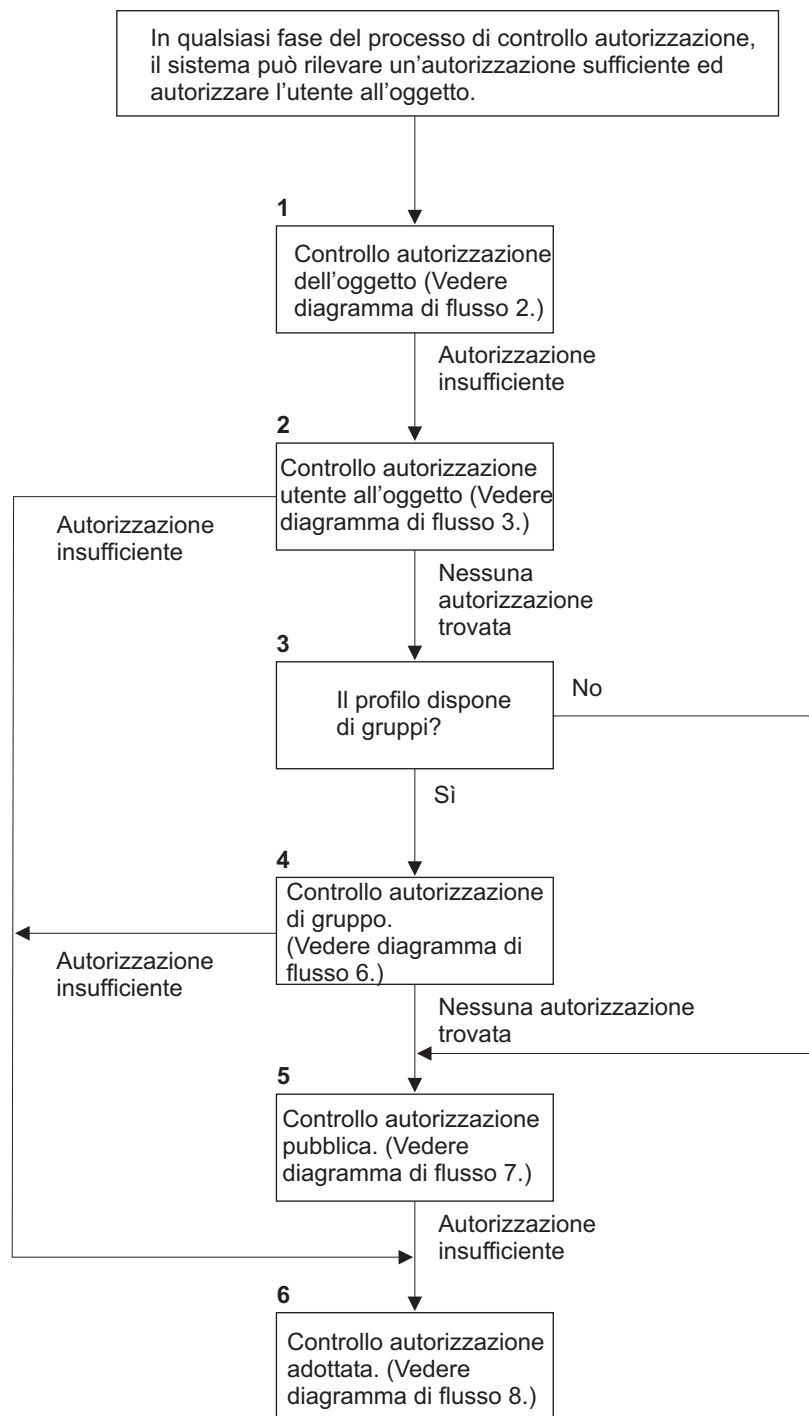 In qualsiasi fase del processo di controllo autorizzazione,
il sistema può rilevare un'autorizzazione sufficiente ed
autorizzare l'utente all'oggetto.
1
Controllo autorizzazione
dell'oggetto (Vedere
diagramma di flusso 2.)
Autorizzazione
insufficiente
2
Controllo autorizzazione
utente all'oggetto (Vedere
diagramma di flusso 3.)
Autorizzazione
insufficiente
Nessuna
autorizzazione
trovata
3
Il profilo dispone
di gruppi?
No
Sì
4
Controllo autorizzazione
di gruppo.
(Vedere diagramma di
flusso 6.)
Autorizzazione
insufficiente
Nessuna autorizzazione
trovata
5
Controllo autorizzazione
pubblica. (Vedere
diagramma di flusso 7.)
Autorizzazione
insufficiente
6
Controllo autorizzazione
adottata. (Vedere
diagramma di flusso 8.)